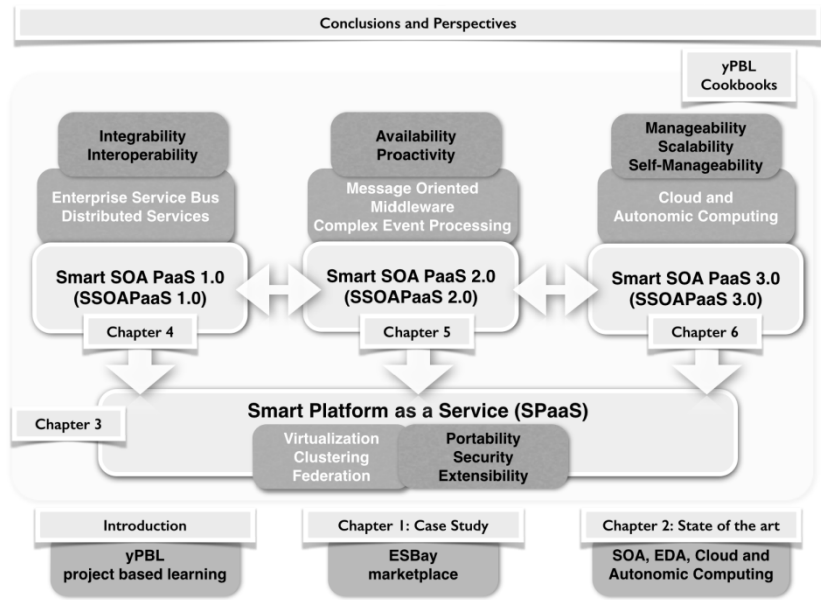 Conclusions and Perspectives
yPBL
Cookbooks
Integrability
Interoperability
Enterprise Service Bus
Distributed Services
Smart SOA PaaS 1.0
(SSOAPaaS 1.0)
Chapter 4
Availability
Proactivity
Message Oriented
Middleware
Complex Event Processing
Smart SOA PaaS 2.0
(SSOAPaaS 2.0)
Chapter 5
Manageability
Scalability
Self-Manageability
Cloud and
Autonomic Computing
Smart SOA PaaS 3.0
(SSOAPaaS 3.0)
Chapter 6
Chapter 3
Smart Platform as a Service (SPaaS)
Virtualization
Clustering
Federation
Portability
Security
Extensibility
Introduction
yPBL
project based learning
Chapter 1: Case Study
ESBay
marketplace
Chapter 2: State of the art
SOA, EDA, Cloud and
Autonomic Computing